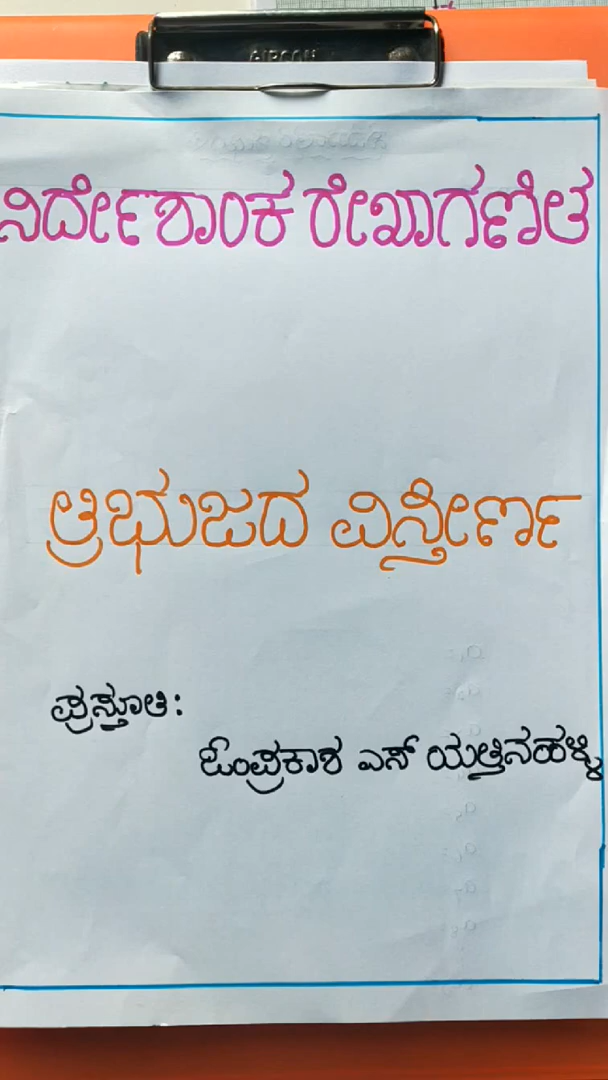 ನಿರ್ದೇಶಾಂಕ ರೇಖಾಗಣಿತ
ತ್ರಿಭುಜದ ವಿಸ್ತೀರ್ಣ
ಪ್ರಸ್ತೂತಿ:
ಓಂಪ್ರಕಾಶ ಎಸ್ ಯತ್ತಿನಹಳ್ಳಿ